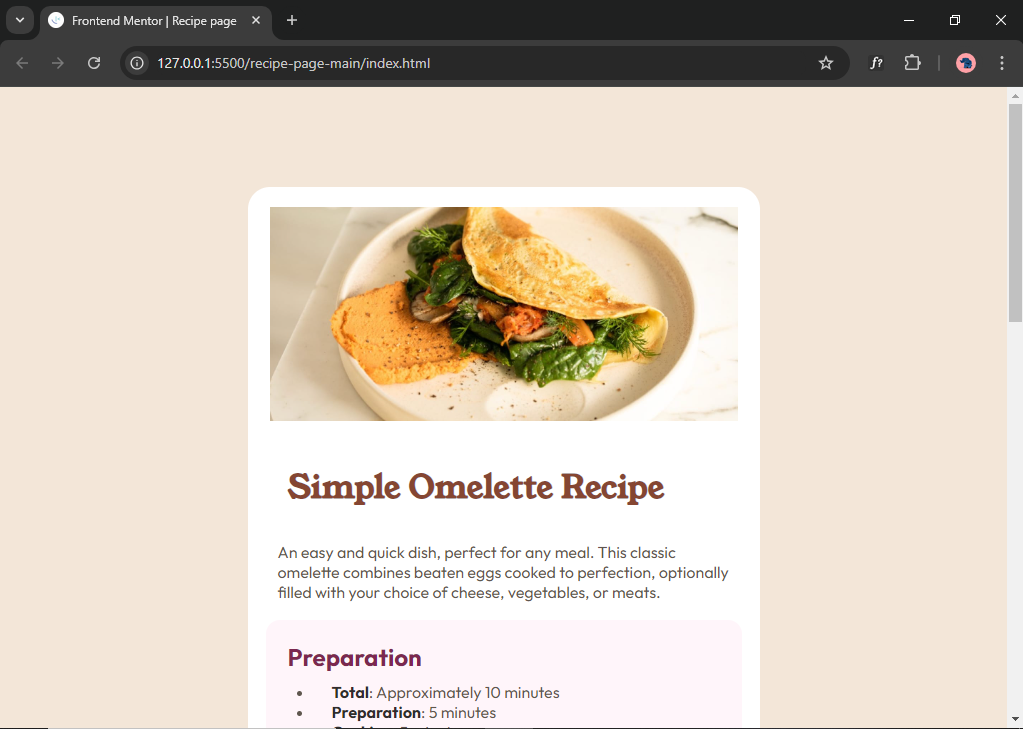 Frontend Mentor | Recipe page
127.0.0.1:5500/recipe-page-main/index.html
f?
Simple Omelette Recipe
An easy and quick dish, perfect for any meal. This classic
omelette combines beaten eggs cooked to perfection, optionally
filled with your choice of cheese, vegetables, or meats.
Preparation
• Total: Approximately 10 minutes
• Preparation: 5 minutes